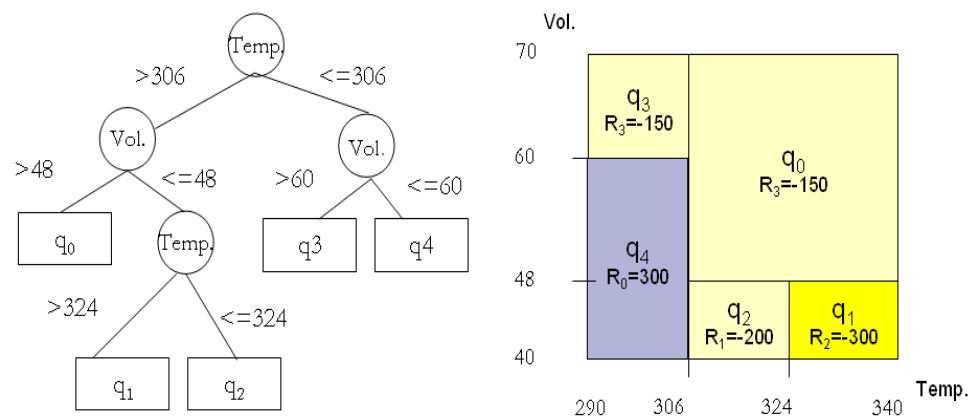 Temp.
>306
<=306
Vol.
Vol.
>48
<=48
>60
<=60
q0
Temp.
q3
q4
>324
<=324
q1
q2
Vol.
70
60
48
40
q3
R3=-150
q0
R3=-150
q4
R0=300
q2
R1=-200
q1
R2=-300
290
306
324
340
Temp.